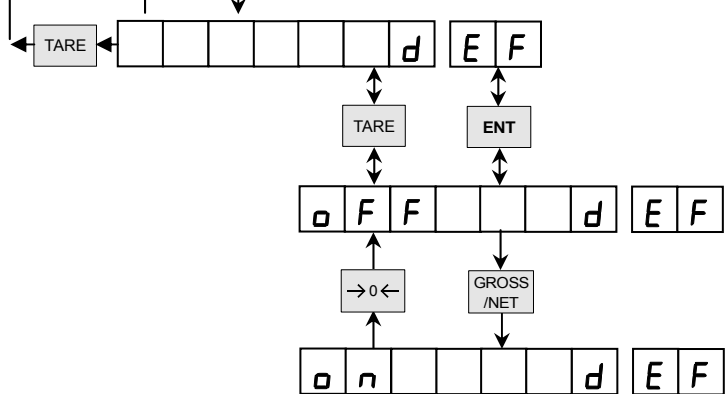 TARE d E F
TARE ENT
o F F d E F
→0← GROSS
/NET
o n d E F